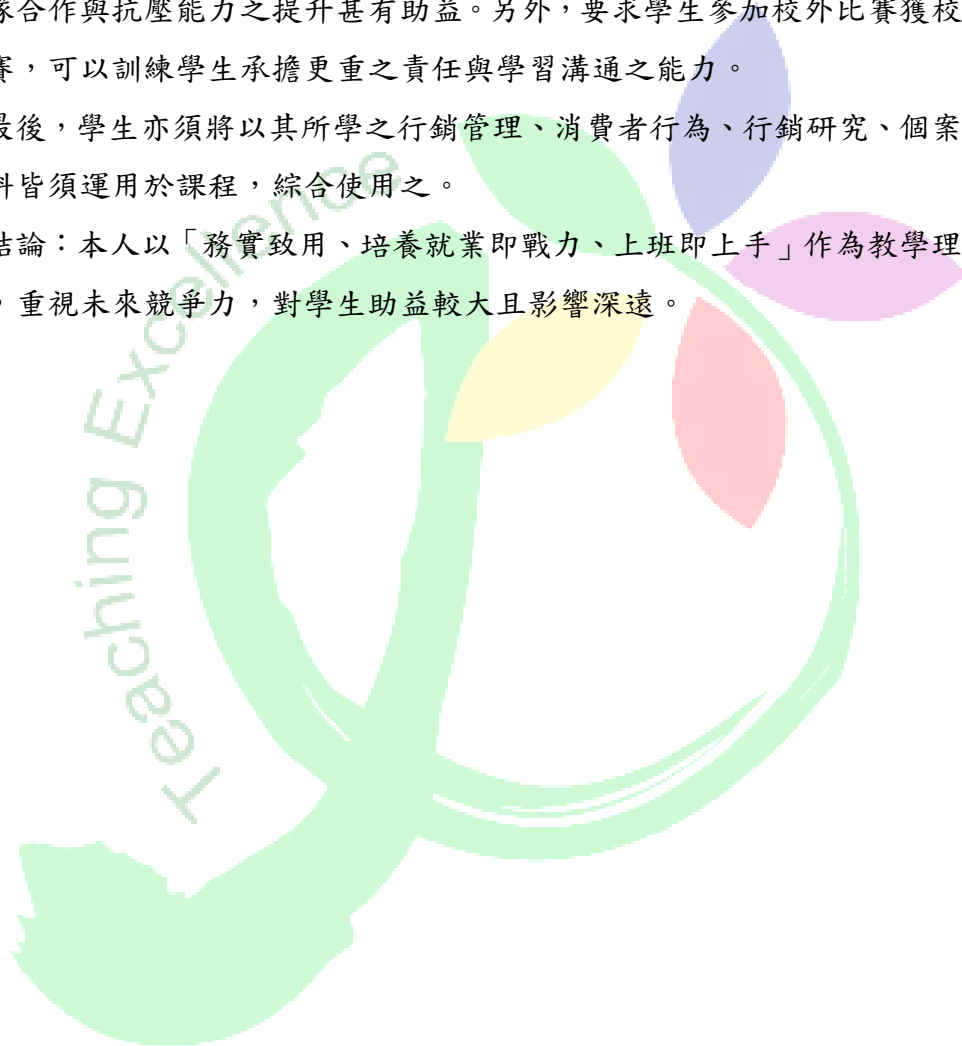 隊合作與抗壓能力之提升甚有助益。另外，要求學生參加校外比賽獲校
賽，可以訓練學生承擔更重之責任與學習溝通之能力。
最後，學生亦須將以其所學之行銷管理、消費者行為、行銷研究、個案
料皆須運用於課程，綜合使用之。
結論：本人以「務實致用、培養就業即戰力、上班即上手」作為教學理
，重視未來競爭力，對學生助益較大且影響深遠。
Teaching Excellence